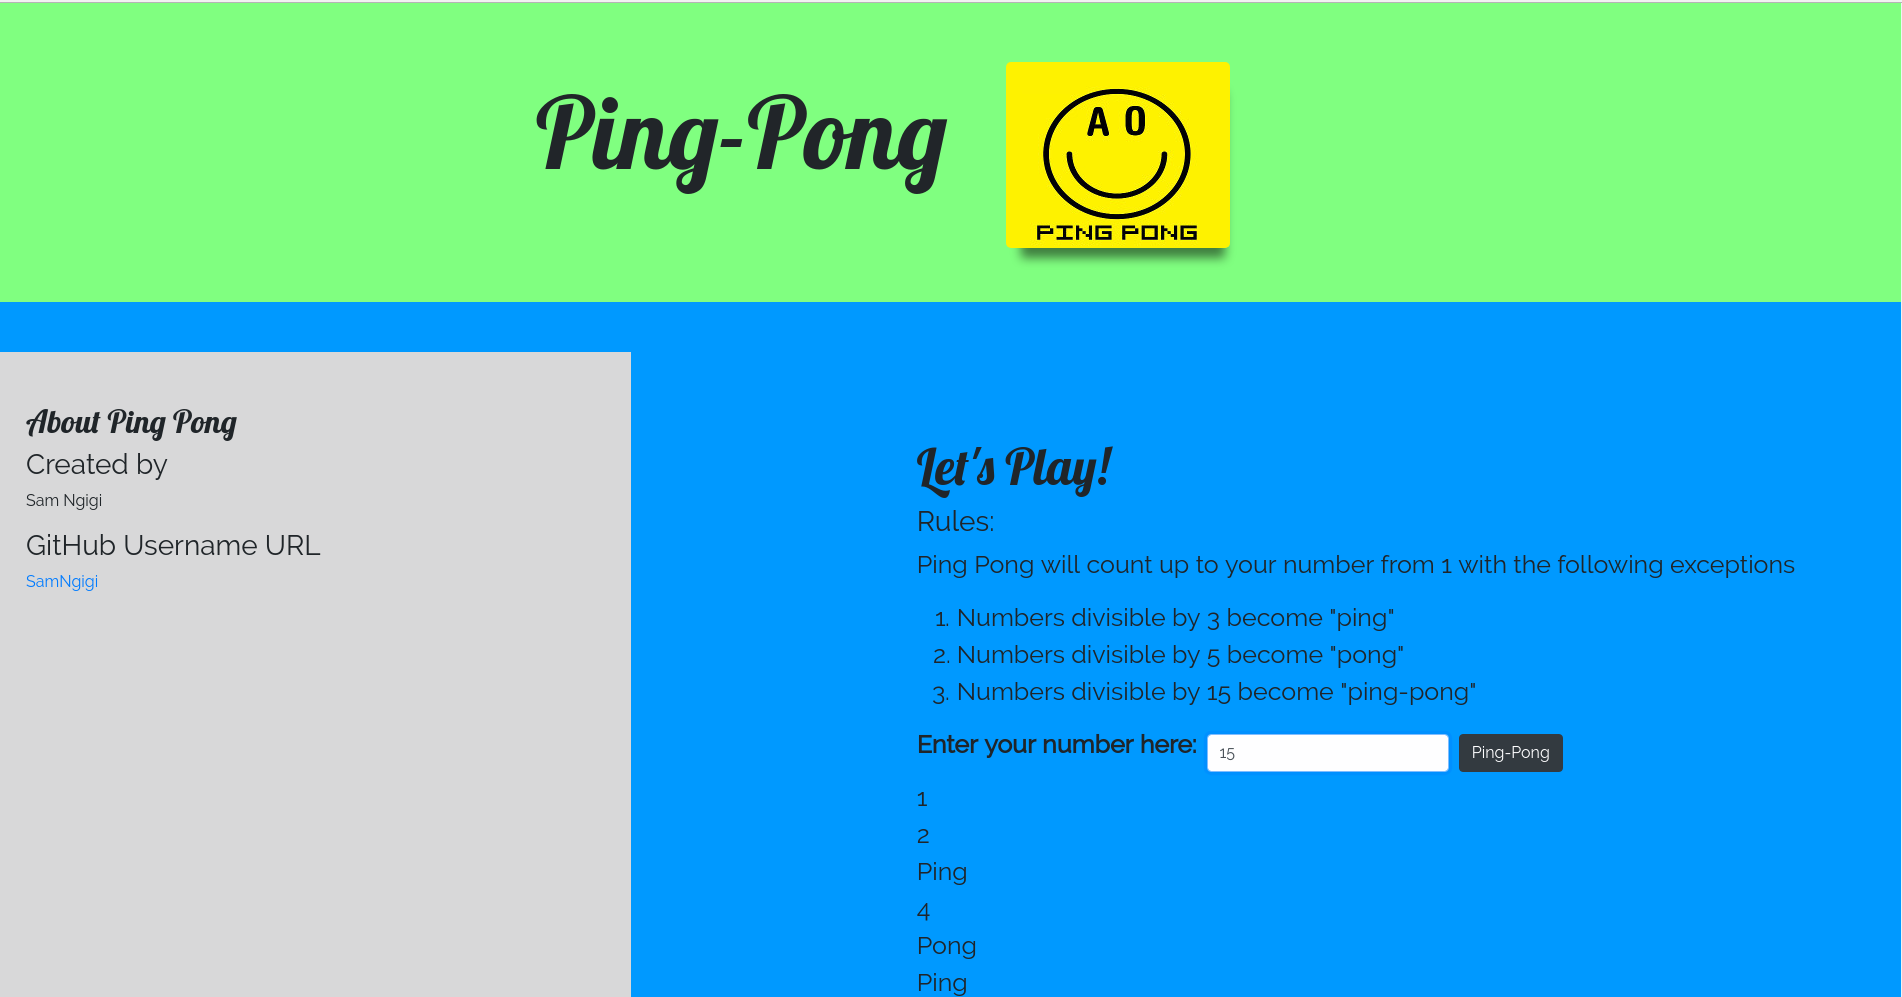 Ping-Pong
A O
PING PONG
About Ping Pong
Created by
Sam Ngigi
GitHub Username URL
SamNgigi
Let's Play!
Rules:
Ping Pong will count up to your number from 1 with the following exceptions
1. Numbers divisible by 3 become "ping"
2. Numbers divisible by 5 become "pong"
3. Numbers divisible by 15 become "ping-pong"
Enter your number here: 15 Ping-Pong
1
2
Ping
4
Pong
Ping